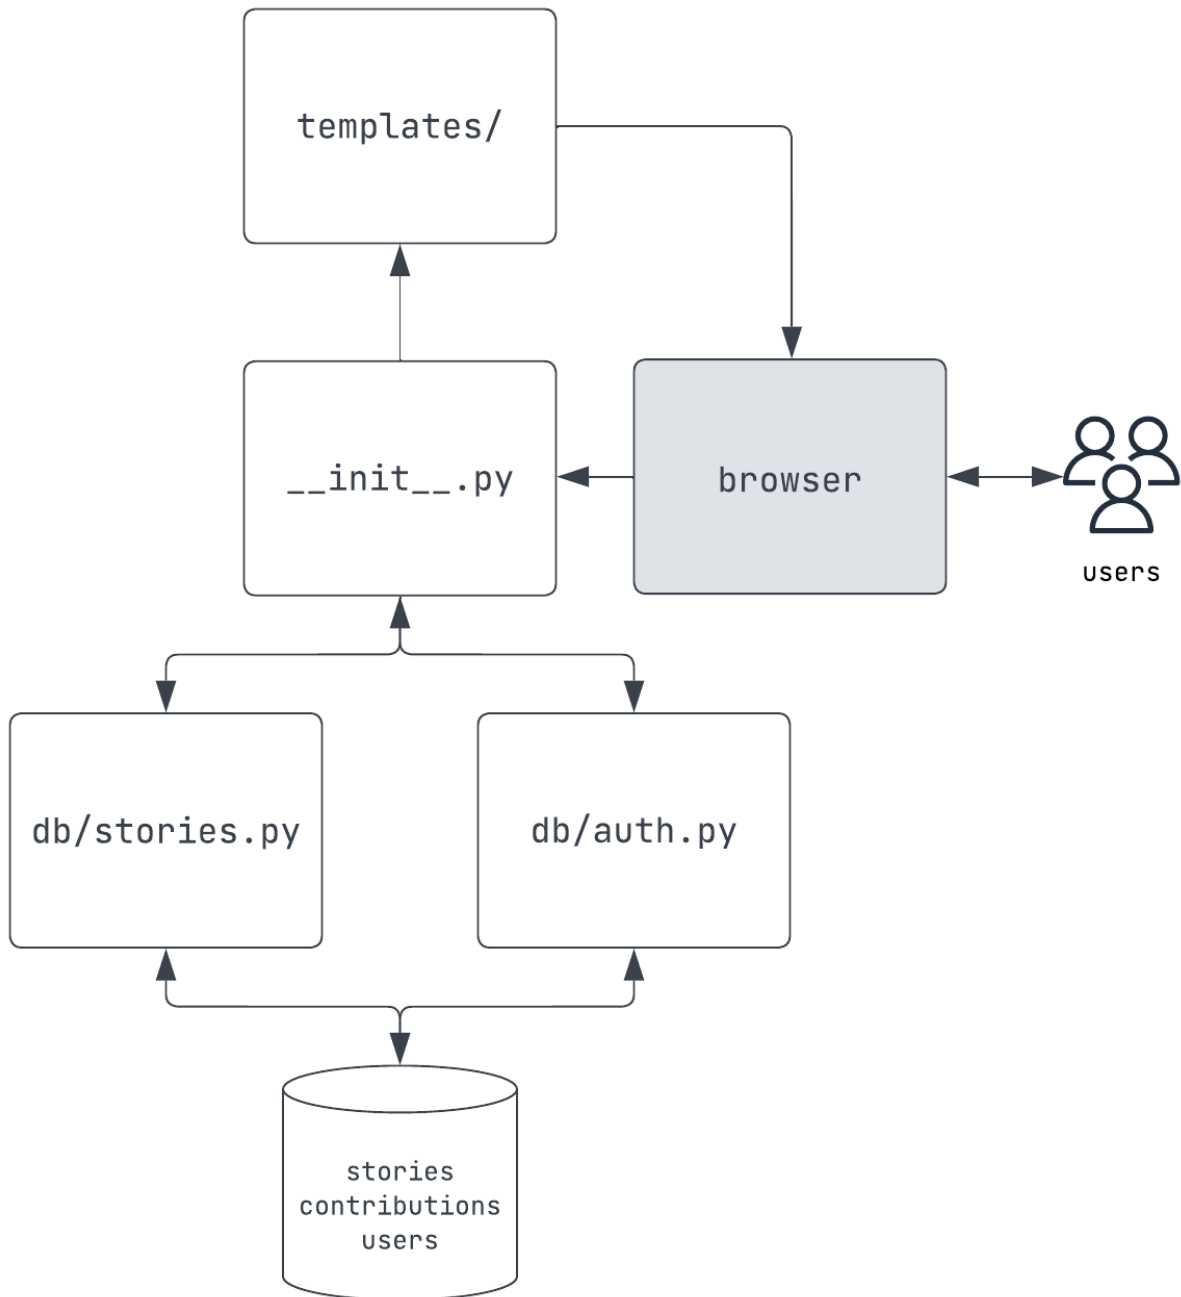 templates/
__init__.py
browser
users
db/stories.py
db/auth.py
stories
contributions
users